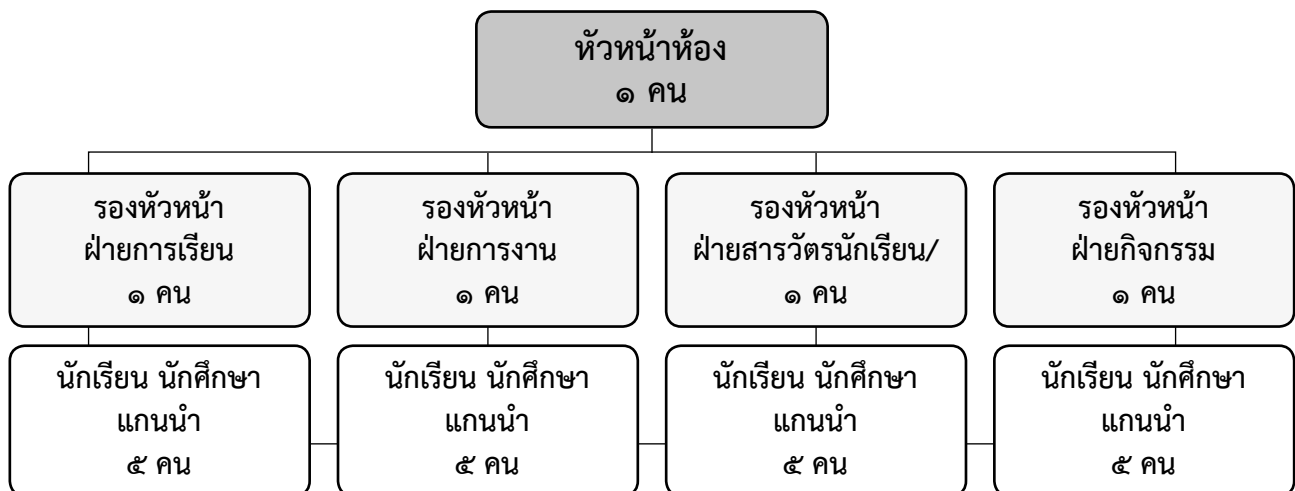 หัวหน้าห้อง
๑ คน
รองหัวหน้า
ฝ่ายการเรียน
๑ คน
รองหัวหน้า
ฝ่ายการงาน
๑ คน
รองหัวหน้า
ฝ่ายสารวัตรนักเรียน/
๑ คน
รองหัวหน้า
ฝ่ายกิจกรรม
๑ คน
นักเรียน นักศึกษา
แกนนำ
๕ คน
นักเรียน นักศึกษา
แกนนำ
๕ คน
นักเรียน นักศึกษา
แกนนำ
๕ คน
นักเรียน นักศึกษา
แกนนำ
๕ คน